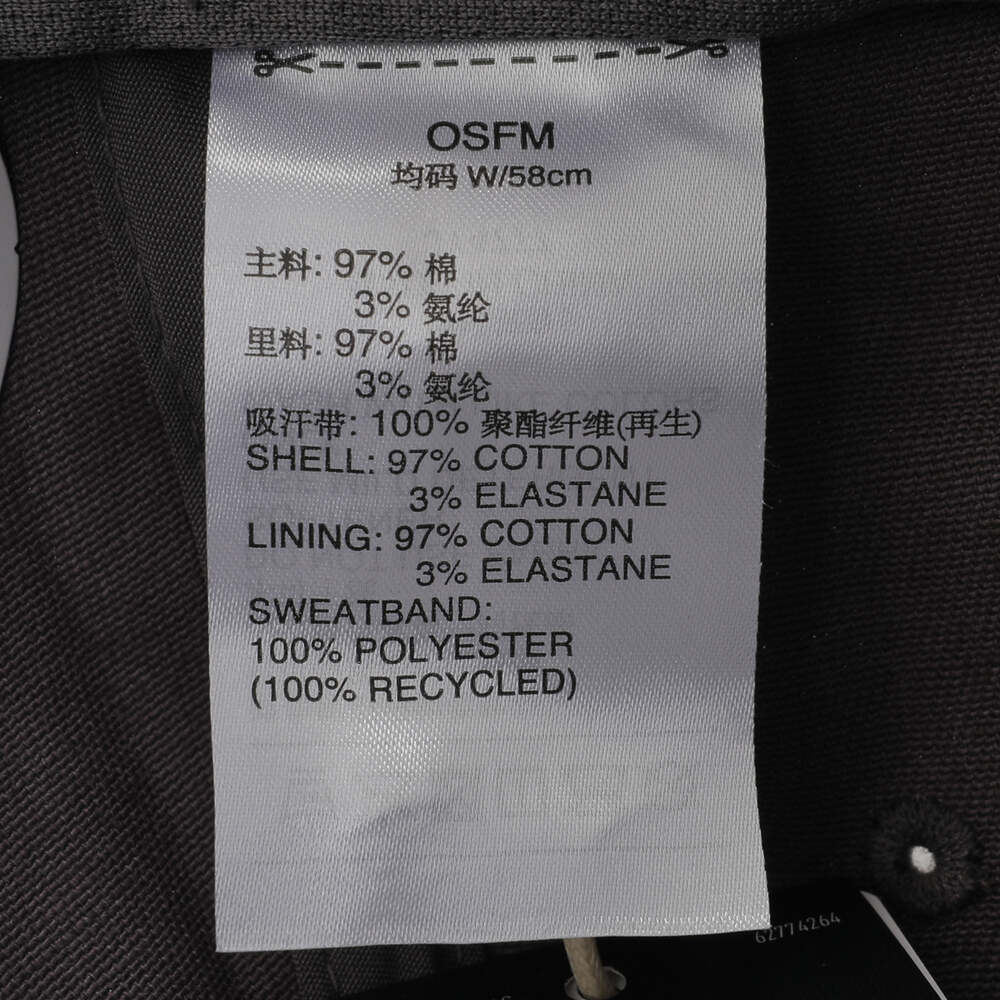 OSFM
均码 W/58cm
主料: 97% 棉
3% 氨纶
里料: 97% 棉
3% 氨纶
吸汗带: 100% 聚酯纤维(再生)
SHELL: 97% COTTON
3% ELASTANE
LINING: 97% COTTON
3% ELASTANE
SWEATBAND:
100% POLYESTER
(100% RECYCLED)
62774264